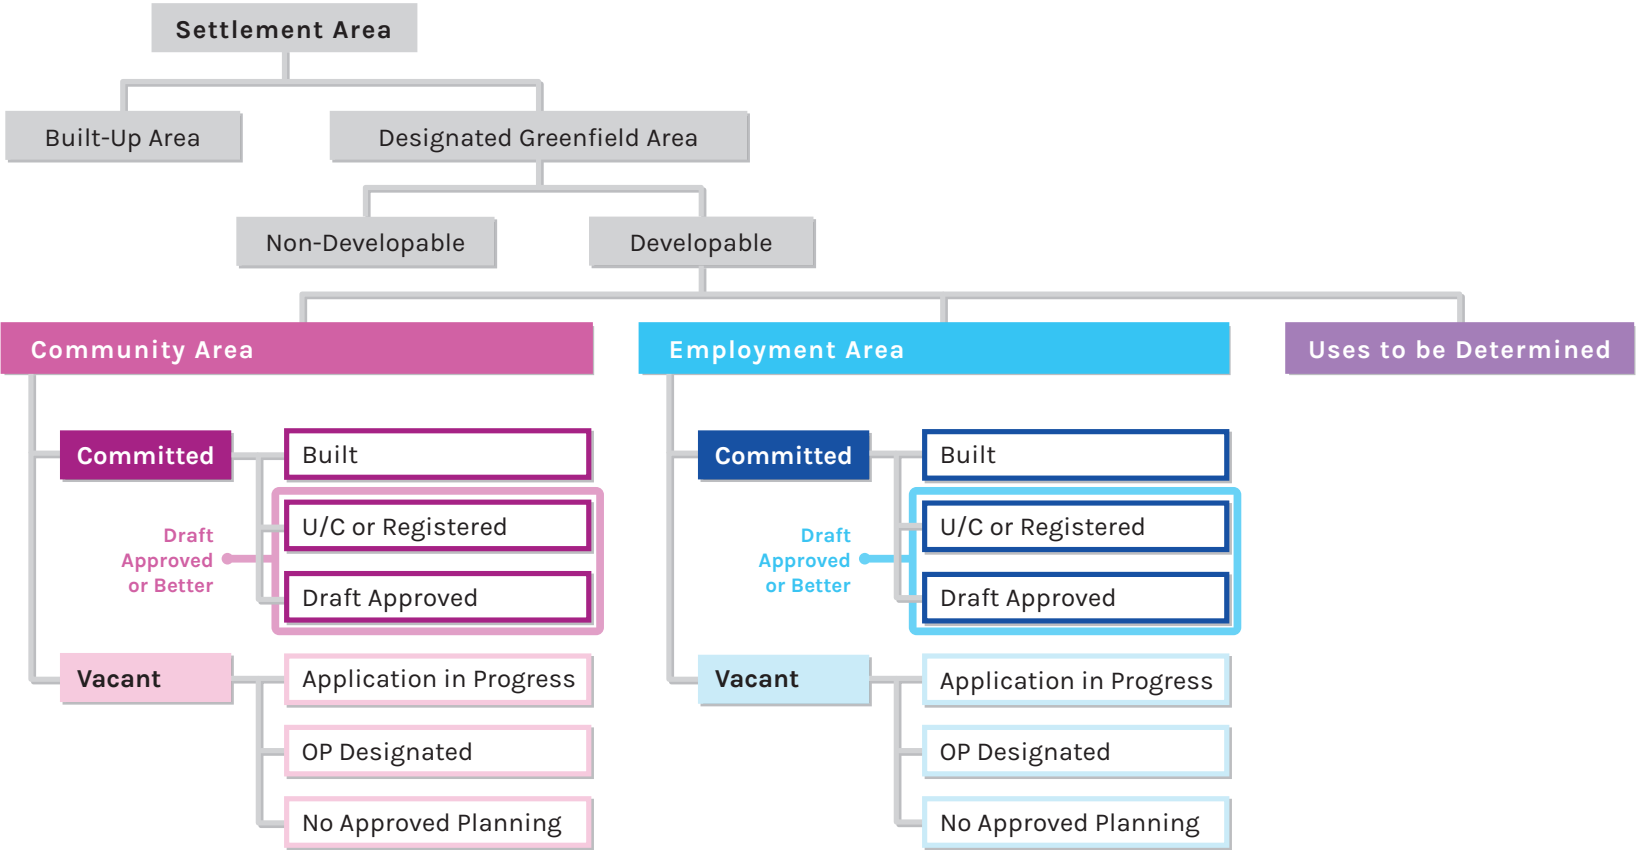 Settlement Area
Built-Up Area
Designated Greenfield Area
Non-Developable
Developable
Community Area
Employment Area
Uses to be Determined
Committed
Built
U/C or Registered
Draft
Approved
or Better
Draft Approved
Vacant
Application in Progress
OP Designated
No Approved Planning
Committed
Built
U/C or Registered
Draft
Approved
or Better
Draft Approved
Vacant
Application in Progress
OP Designated
No Approved Planning